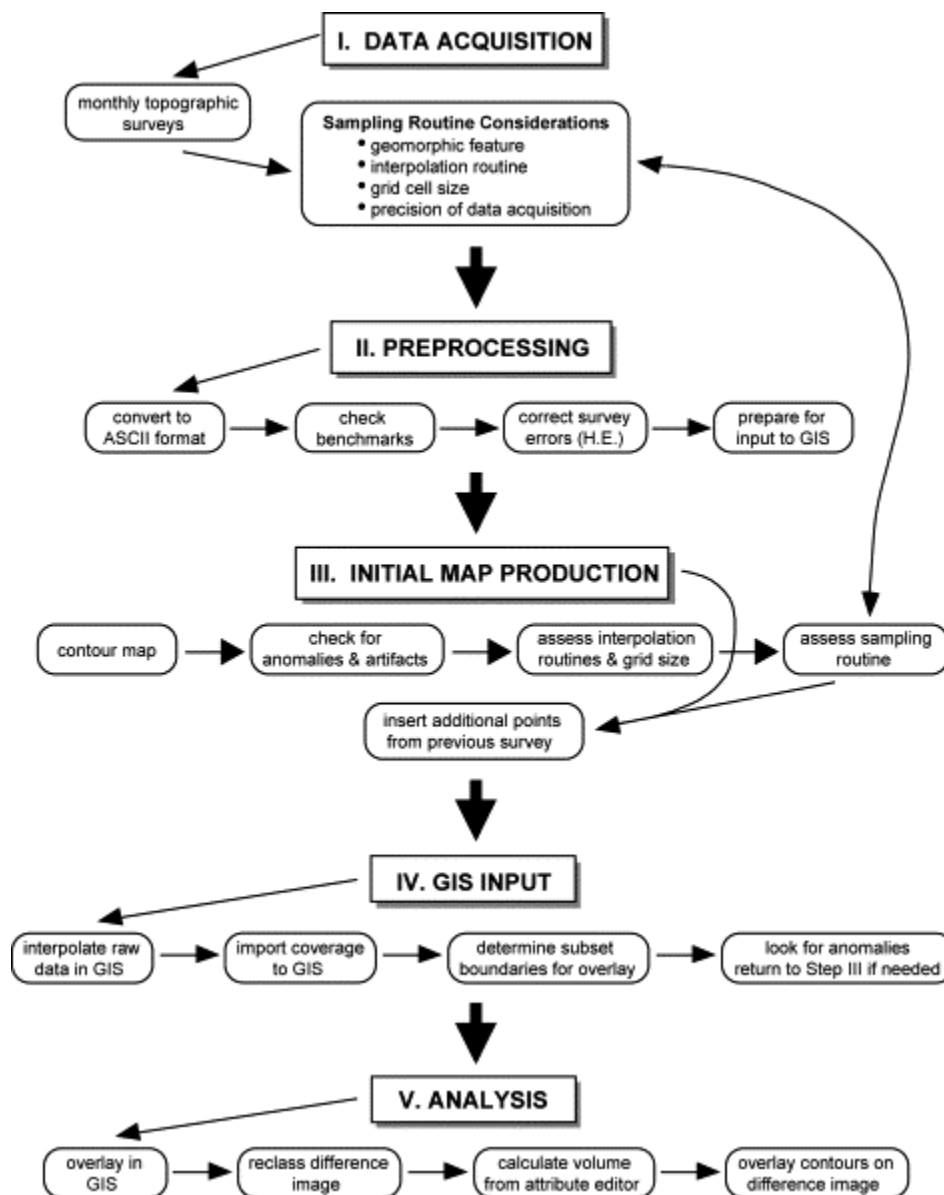 I. DATA ACQUISITION
monthly topographic
surveys
Sampling Routine Considerations
• geomorphic feature
• interpolation routine
• grid cell size
• precision of data acquisition
II. PREPROCESSING
convert to
ASCII format
check
benchmarks
correct survey
errors (H.E.)
prepare for
input to GIS
III. INITIAL MAP PRODUCTION
contour map
check for
anomalies & artifacts
assess interpolation
routines & grid size
assess sampling
routine
insert additional points
from previous survey
IV. GIS INPUT
interpolate raw
data in GIS
import coverage
to GIS
determine subset
boundaries for overlay
look for anomalies
return to Step III if needed
V. ANALYSIS
overlay in
GIS
reclass difference
image
calculate volume
from attribute editor
overlay contours on
difference image